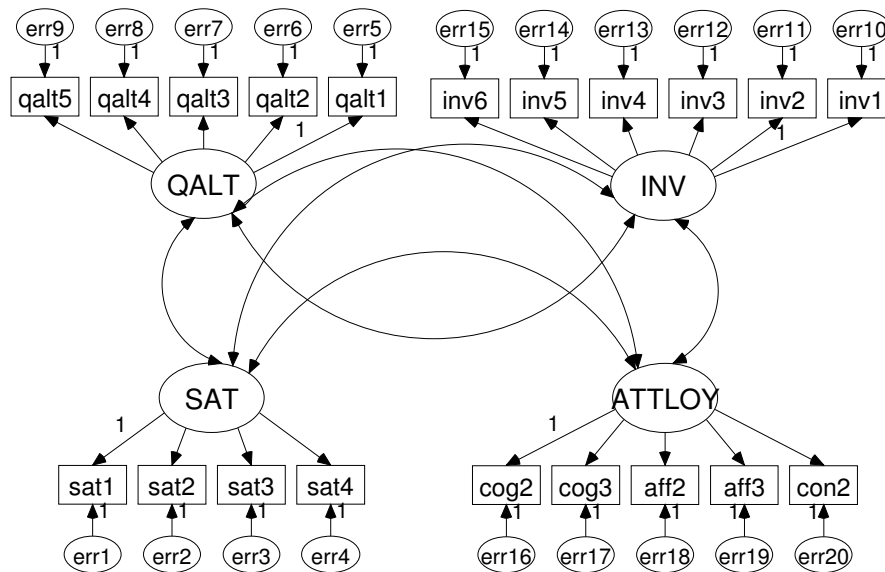 err9 err8 err7 err6 err5 err15 err14 err13 err12 err11 err10
1 1 1 1 1 1 1 1 1 1 1
qalt5 qalt4 qalt3 qalt2 qalt1 inv6 inv5 inv4 inv3 inv2 inv1
1 1
QALT INV
SAT ATTLOY
1 1
sat1 sat2 sat3 sat4 cog2 cog3 aff2 aff3 con2
1 1 1 1 1 1 1 1 1
err1 err2 err3 err4 err16 err17 err18 err19 err20